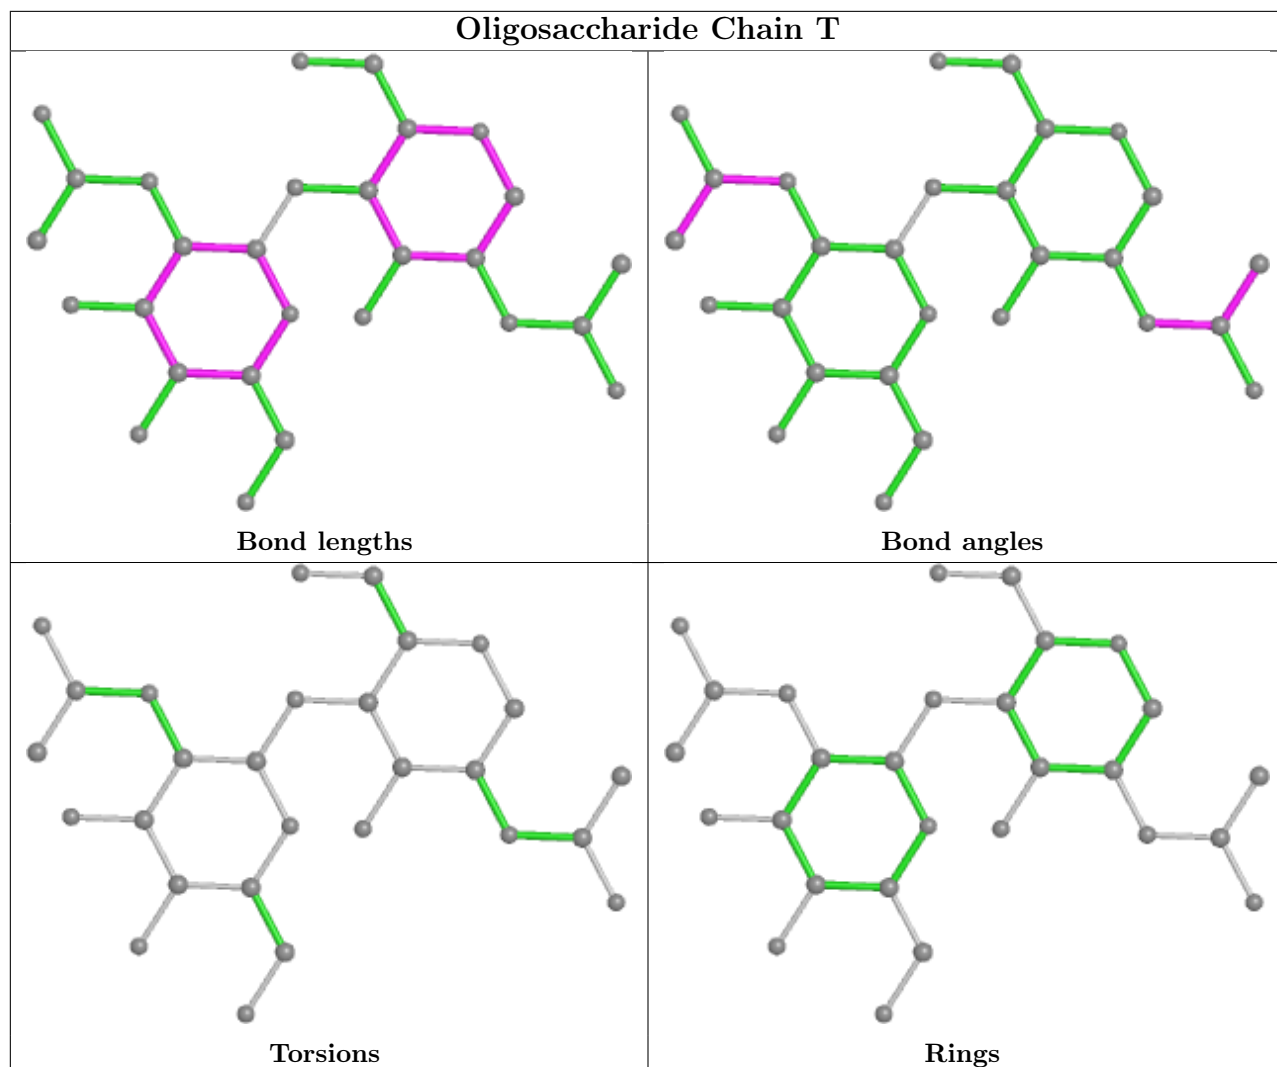 Oligosaccharide Chain T
Bond lengths
Bond angles
Torsions
Rings